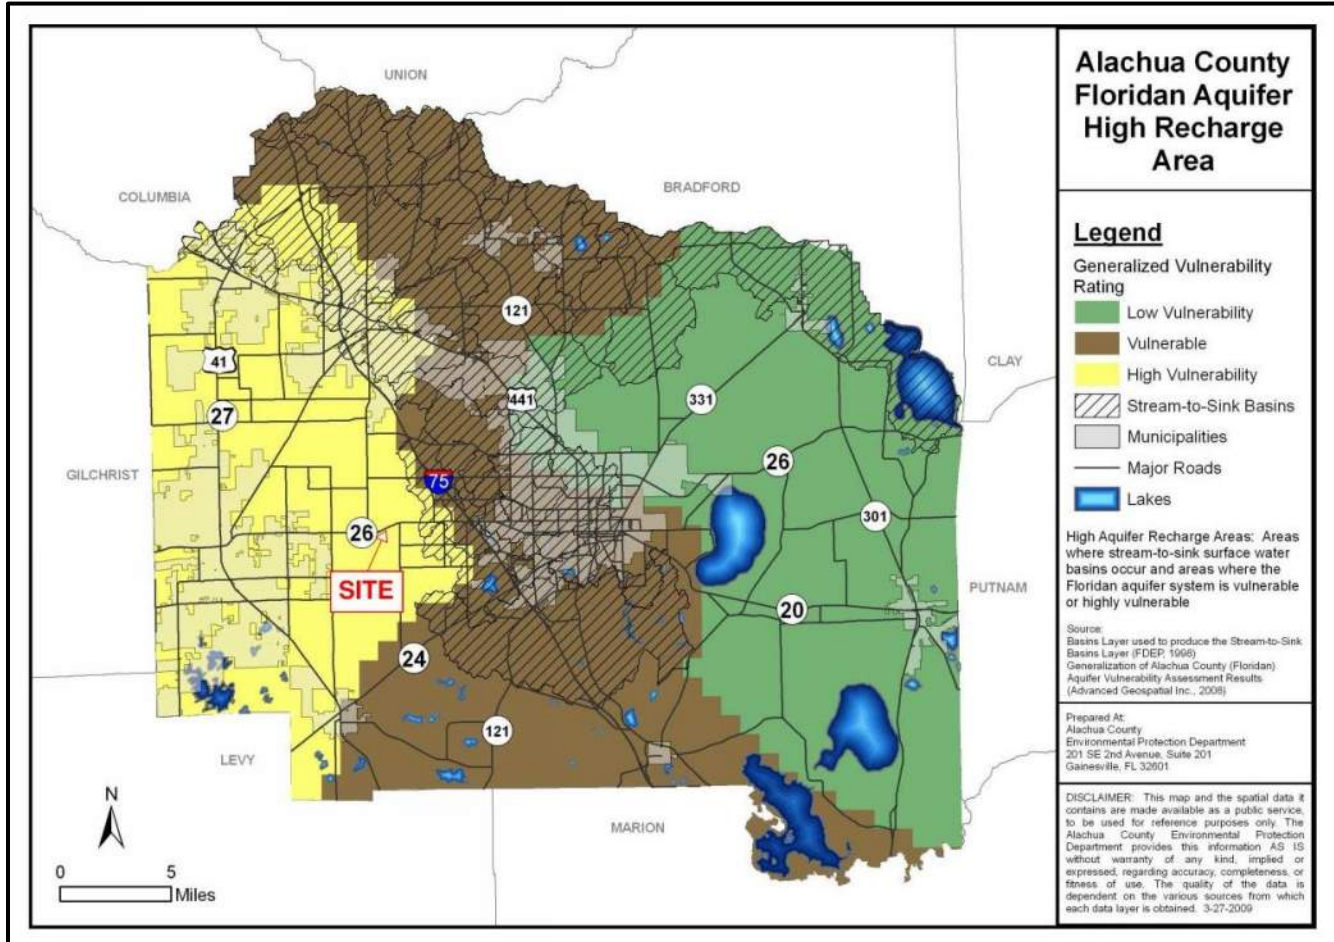 UNION
COLUMBIA
BRADFORD
CLAY
GILCHRIST
PUTNAM
LEVY
MARION
121
41
27
441
331
75
26
26
301
SITE
20
24
121
N
0 5
Miles
Alachua County
Floridan Aquifer
High Recharge
Area
Legend
Generalized Vulnerability
Rating
Low Vulnerability
Vulnerable
High Vulnerability
Stream-to-Sink Basins
Municipalities
Major Roads
Lakes
High Aquifer Recharge Areas: Areas
where stream-to-sink surface water
basins occur and areas where the
Floridan aquifer system is vulnerable
or highly vulnerable
Source:
Basins Layer used to produce the Stream-to-Sink
Basins Layer (FDEP, 1998)
Generalization of Alachua County (Floridan)
Aquifer Vulnerability Assessment Results
(Advanced Geospatial Inc., 2008)
Prepared At:
Alachua County
Environmental Protection Department
201 SE 2nd Avenue, Suite 201
Gainesville, FL 32601
DISCLAIMER: This map and the spatial data it
contains are made available as a public service,
to be used for reference purposes only. The
Alachua County Environmental Protection
Department provides this information AS IS
without warranty of any kind, implied or
expressed, regarding accuracy, completeness, or
fitness of use. The quality of the data is
dependent on the various sources from which
each data layer is obtained. 3-27-2009